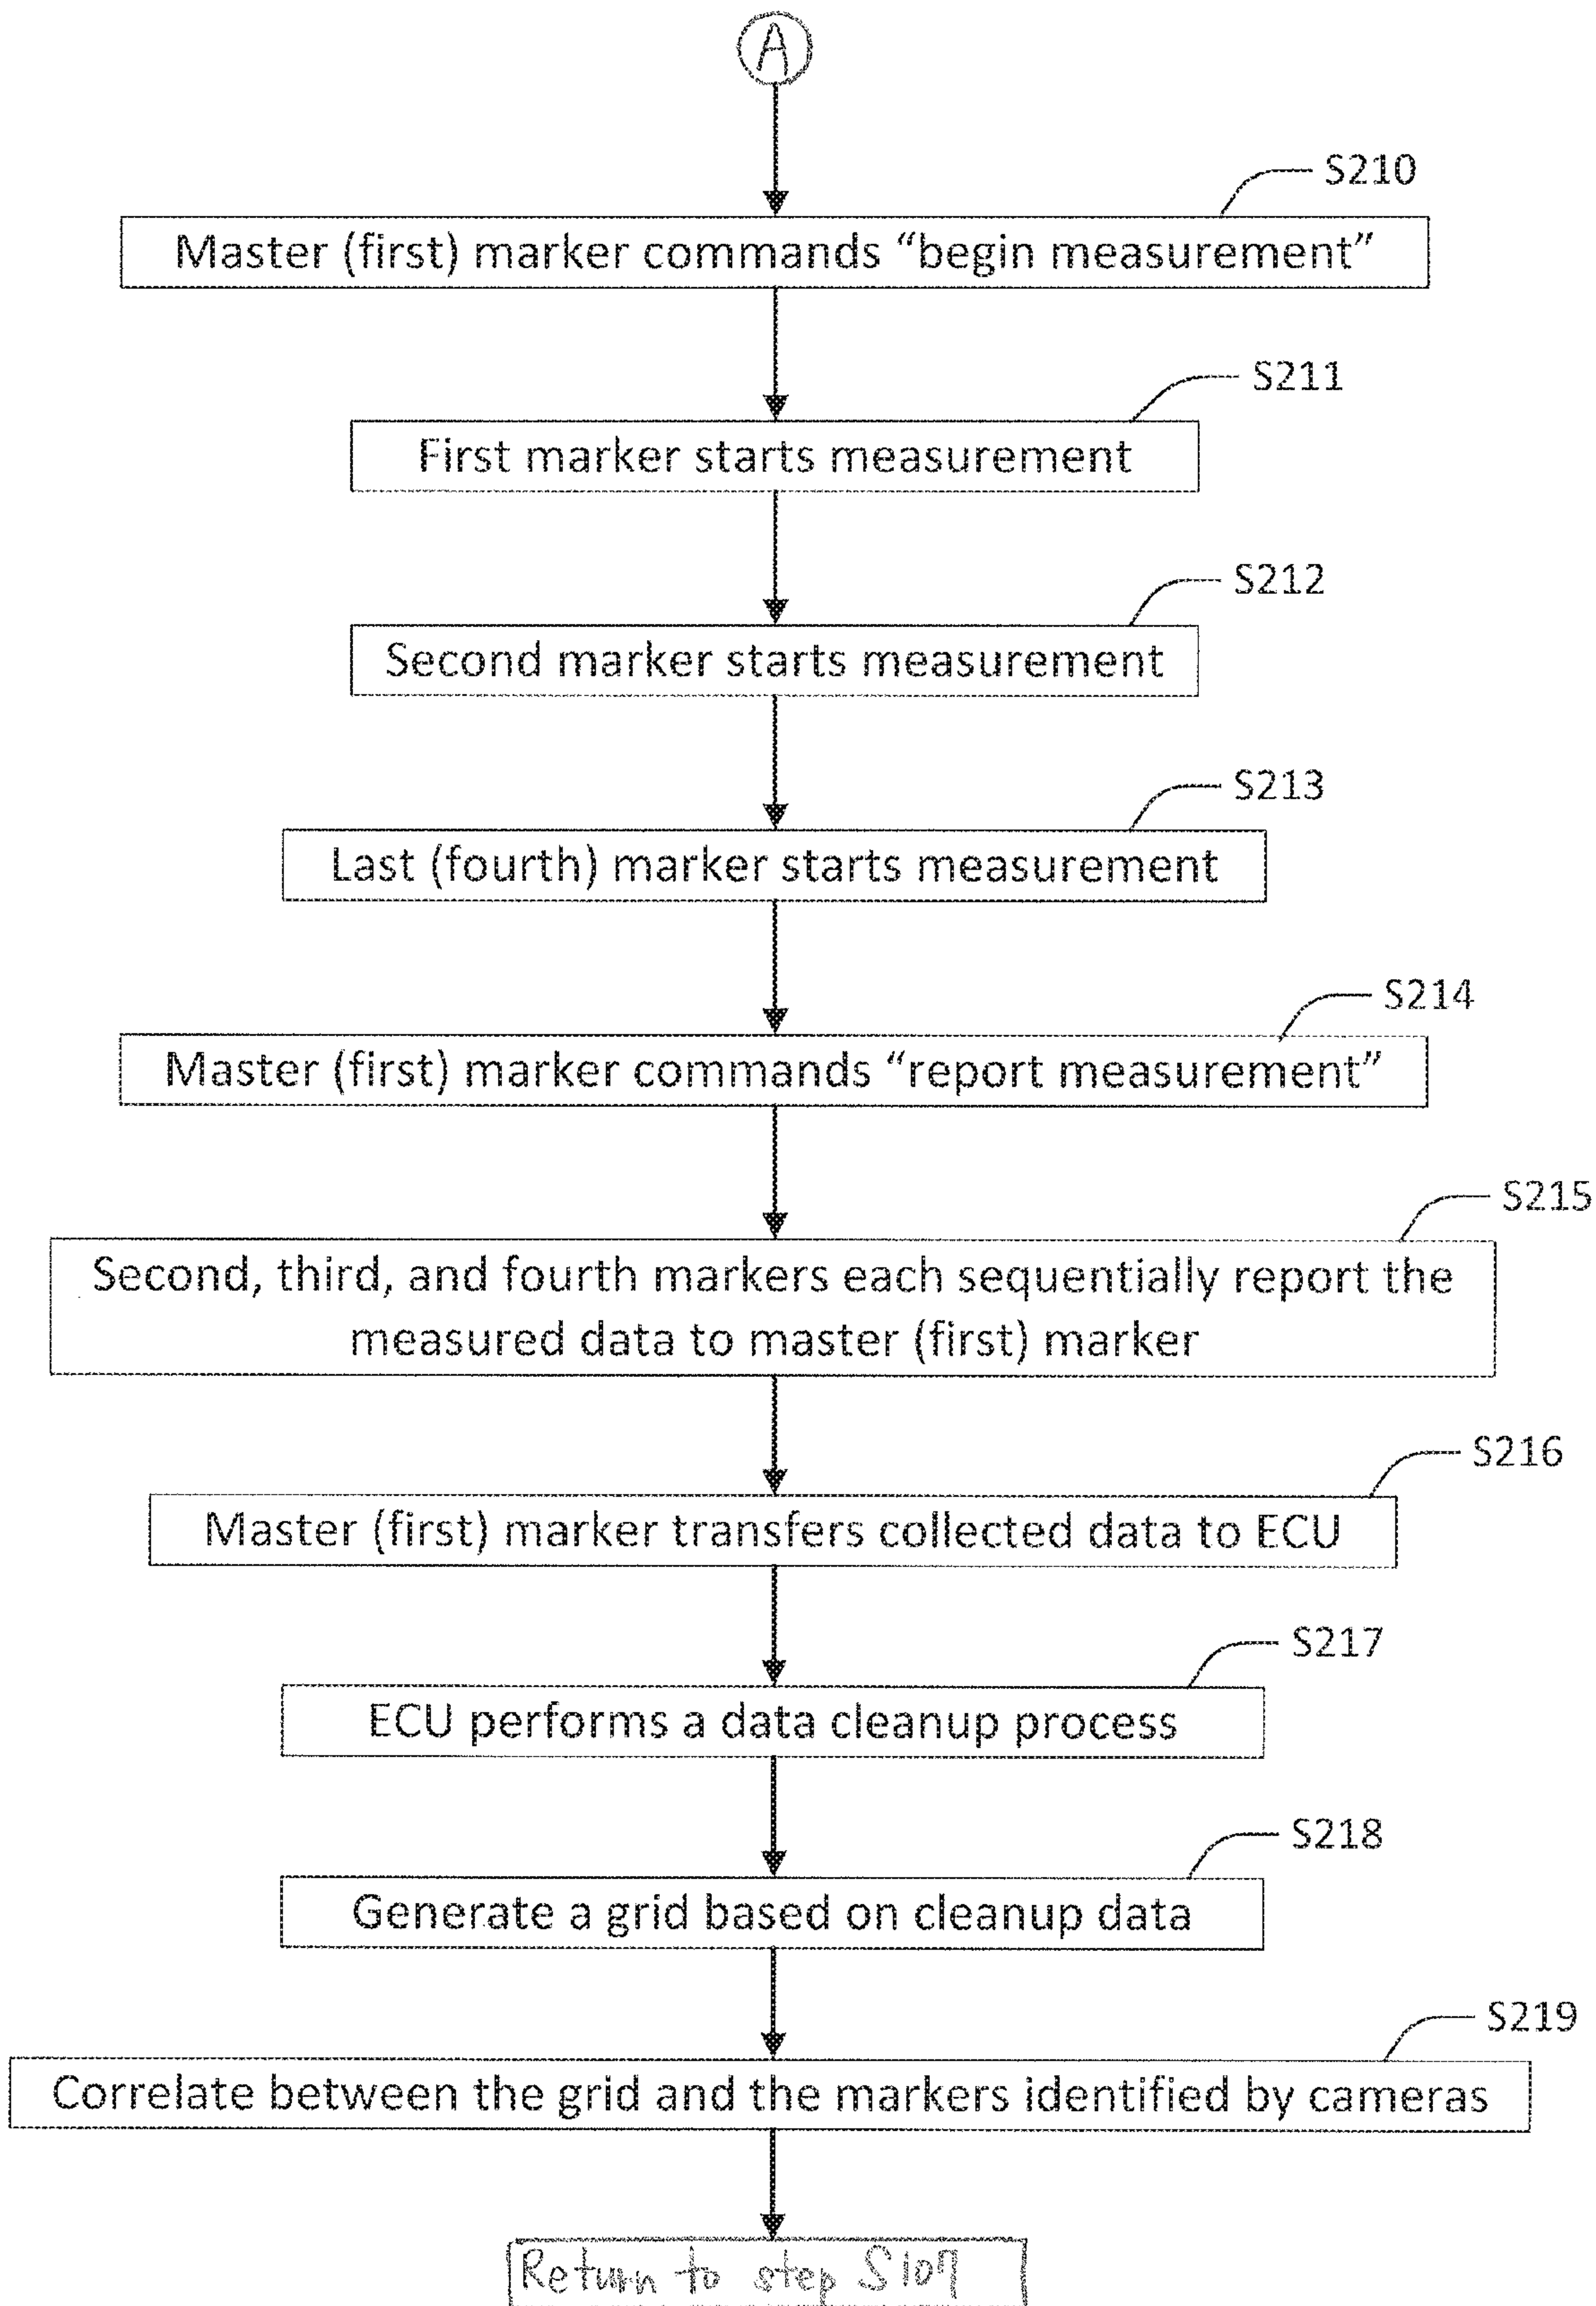 A
S210
Master (first) marker commands “begin measurement”
S211
First marker starts measurement
S212
Second marker starts measurement
S213
Last (fourth) marker starts measurement
S214
Master (first) marker commands “report measurement”
S215
Second, third, and fourth markers each sequentially report the
measured data to master (first) marker
S216
Master (first) marker transfers collected data to ECU
S217
ECU performs a data cleanup process
S218
Generate a grid based on cleanup data
S219
Correlate between the grid and the markers identified by cameras
Return to step S107